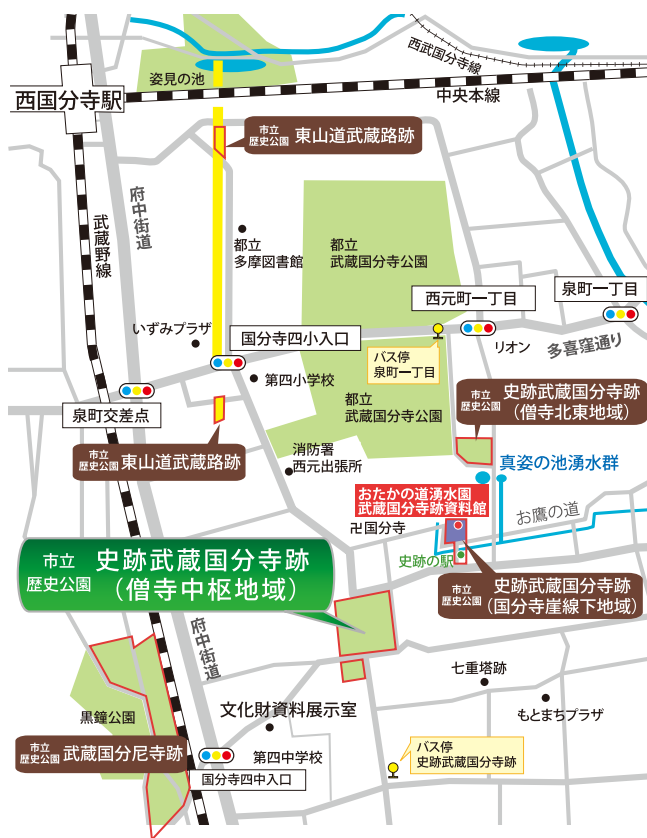 西武国分寺線
姿見の池
中央本線
西国分寺駅
市立
歴史公園
東山道武蔵路跡
府中街道
武蔵野線
都立
多摩図書館
都立
武蔵国分寺公園
泉町一丁目
西元町一丁目
いずみプラザ
国分寺四小入口
リオン
多喜窪通り
バス停
泉町一丁目
第四小学校
泉町交差点
都立
武蔵国分寺公園
市立
歴史公園
史跡武蔵国分寺跡
（僧寺北東地域）
市立
歴史公園
東山道武蔵路跡
消防署
西元出張所
真姿の池湧水群
おたかの道湧水園
武蔵国分寺跡資料館
お鷹の道
卍国分寺
史跡の駅
市立
歴史公園
史跡武蔵国分寺跡
（僧寺中枢地域）
市立
歴史公園
史跡武蔵国分寺跡
（国分寺崖線下地域）
府中街道
七重塔跡
黒鐘公園
文化財資料展示室
もとまちプラザ
市立
歴史公園
武蔵国分尼寺跡
第四中学校
国分寺四中入口
バス停
史跡武蔵国分寺跡